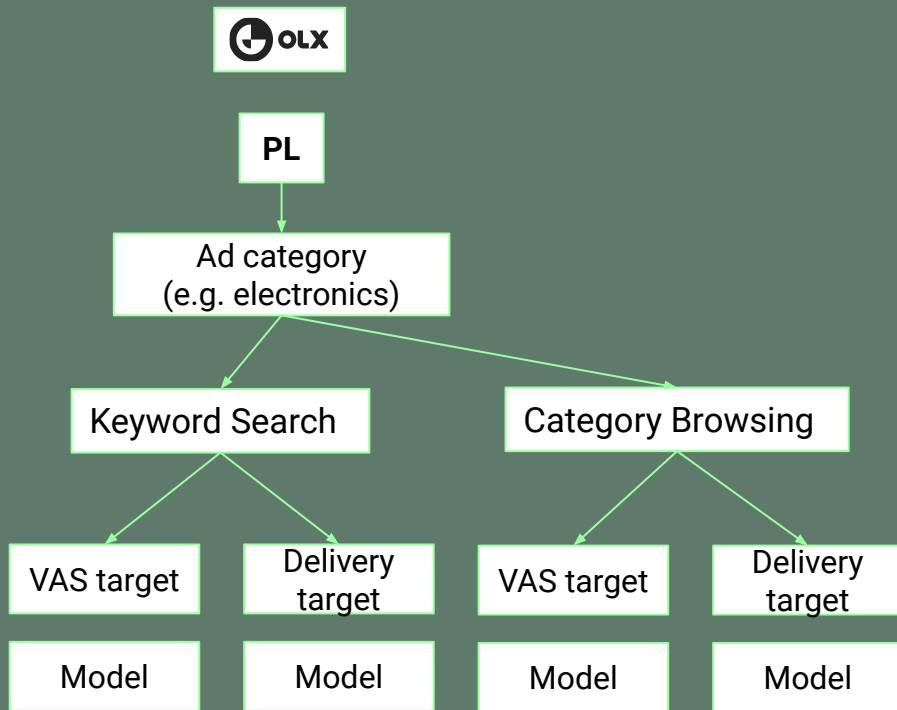 OLX
PL
Ad category
(e.g. electronics)
Keyword Search
Category Browsing
VAS target
Delivery
target
VAS target
Delivery
target
Model
Model
Model
Model